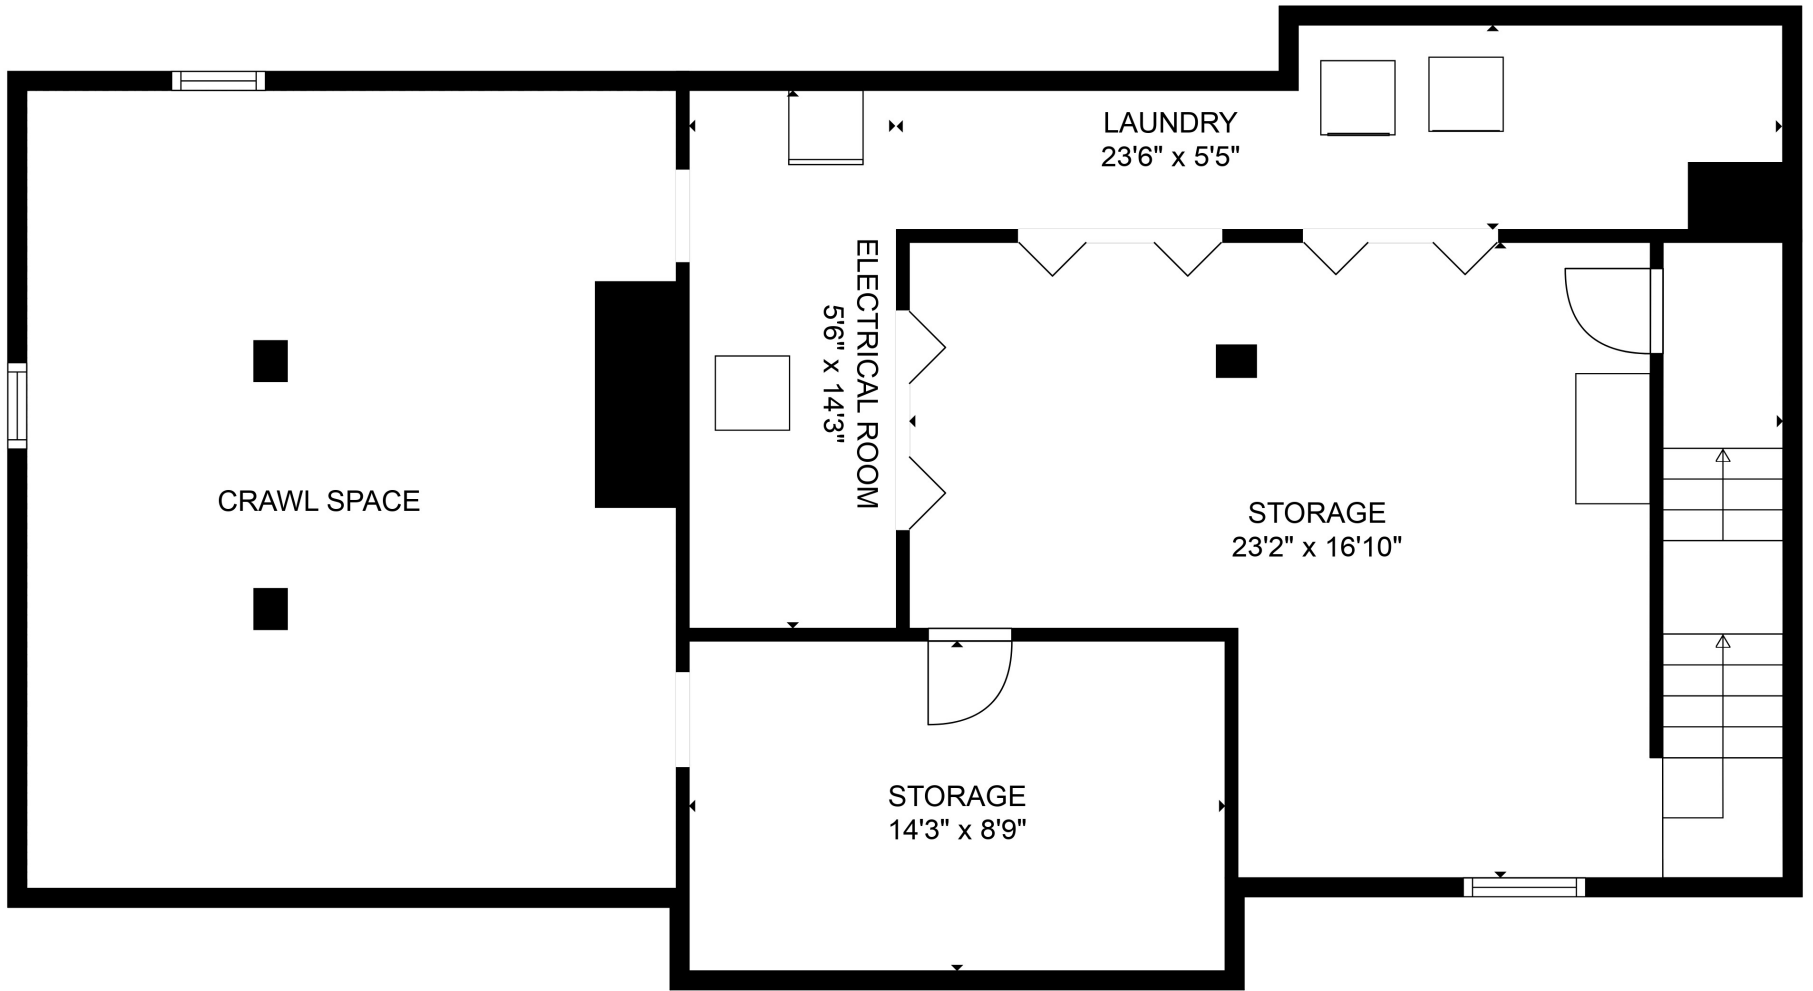 LAUNDRY
23'6" x 5'5"
ELECTRICAL ROOM
5'6" x 14'3"
CRAWL SPACE
STORAGE
23'2" x 16'10"
STORAGE
14'3" x 8'9"